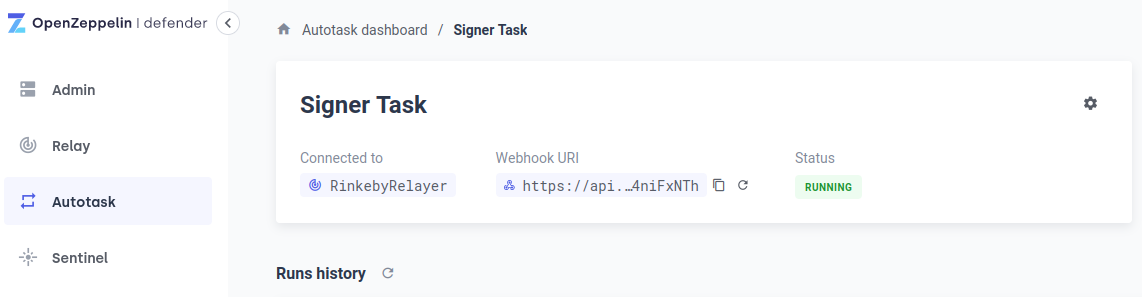 OpenZeppelin | defender
Admin
Relay
Autotask
Sentinel
Autotask dashboard / Signer Task
Signer Task
Connected to
RinkebyRelayer
Webhook URI
https://api.…4niFxNTh
Status
RUNNING
Runs history